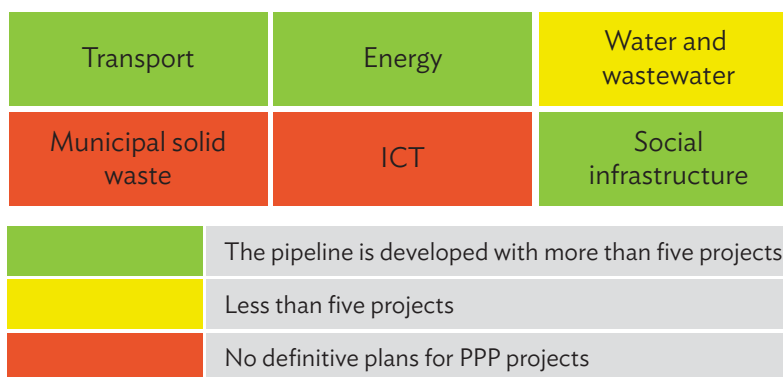 Transport
Energy
Water and
wastewater
Municipal solid
waste
ICT
Social
infrastructure
The pipeline is developed with more than five projects
Less than five projects
No definitive plans for PPP projects